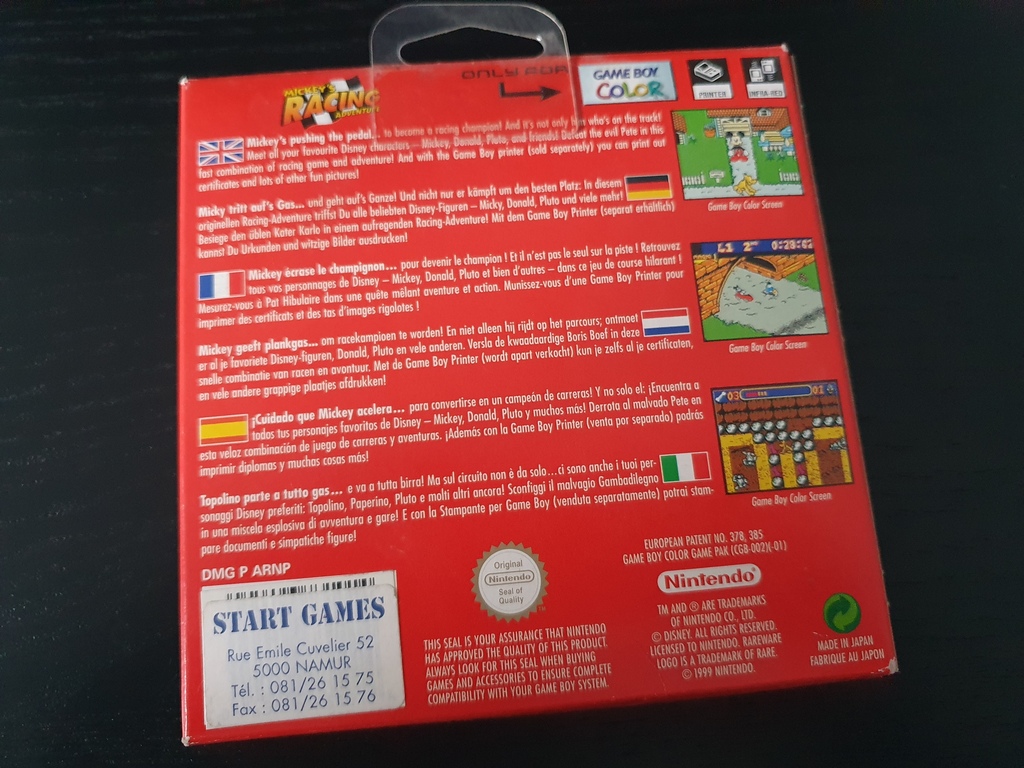 MICKEY'S
RACING
ADVENTURE
ONLY FOR
GAME BOY
COLOR
PRINTER
INFRA-RED
Mickey's pushing the pedal... to become a racing champion! And it's not only him who's on the track!
Meet all your favourite Disney characters – Mickey, Donald, Pluto, and friends! Defeat the evil Pete in this
fast combination of racing game and adventure! And with the Game Boy printer (sold separately) you can print out
certificates and lots of other fun pictures!
Game Boy Color Screen
Micky tritt auf's Gas... und geht auf's Ganze! Und nicht nur er kämpft um den besten Platz: In diesem
originellen Racing-Adventure triffst Du alle beliebten Disney-Figuren – Micky, Donald, Pluto und viele mehr!
Besiege den üblen Kater Karlo in einem aufregenden Racing-Adventure! Mit dem Game Boy Printer (separat erhältlich)
kannst Du Urkunden und witzige Bilder ausdrucken!
Mickey écrase le champignon... pour devenir le champion ! Et il n'est pas le seul sur la piste ! Retrouvez
tous vos personnages de Disney – Mickey, Donald, Pluto et bien d'autres – dans ce jeu de course hilarant !
Mesurez-vous à Pat Hibulaire dans une quête mêlant aventure et action. Munissez-vous d'une Game Boy Printer pour
imprimer des certificats et des tas d'images rigolotes !
L1 2ND 0:28:62
Game Boy Color Screen
Mickey geeft plankgas... om racekampioen te worden! En niet alleen hij rijdt op het parcours; ontmoet
er al je favoriete Disney-figuren, Donald, Pluto en vele anderen. Versla de kwaadaardige Boris Boef in deze
snelle combinatie van racen en avontuur. Met de Game Boy Printer (wordt apart verkocht) kun je zelfs al je certificaten,
en vele andere grappige plaatjes afdrukken!
¡Cuidado que Mickey acelera... para convertirse en un campeón de carreras! Y no solo el: ¡Encuentra a
todos tus personajes favoritos de Disney – Mickey, Donald, Pluto y muchos más! Derrota al malvado Pete en
esta veloz combinación de juego de carreras y aventuras. ¡Además con la Game Boy Printer (venta por separado) podrás
imprimir diplomas y muchas cosas más!
03 01
Game Boy Color Screen
Topolino parte a tutto gas... e va a tutta birra! Ma sul circuito non è da solo...ci sono anche i tuoi per-
sonaggi Disney preferiti: Topolino, Paperino, Pluto e molti altri ancora! Sconfiggi il malvagio Gambadilegno
in una miscela esplosiva di avventura e gare! E con la Stampante per Game Boy (venduta separatamente) potrai stam-
pare documenti e simpatiche figure!
DMG P ARNP
START GAMES
Rue Emile Cuvelier 52
5000 NAMUR
Tél. : 081/26 15 75
Fax : 081/26 15 76
Original
Nintendo
Seal of
Quality
THIS SEAL IS YOUR ASSURANCE THAT NINTENDO
HAS APPROVED THE QUALITY OF THIS PRODUCT.
ALWAYS LOOK FOR THIS SEAL WHEN BUYING
GAMES AND ACCESSORIES TO ENSURE COMPLETE
COMPATIBILITY WITH YOUR GAME BOY SYSTEM.
EUROPEAN PATENT NO. 378, 385
GAME BOY COLOR GAME PAK (CGB-002)(-01)
Nintendo®
TM AND ® ARE TRADEMARKS
OF NINTENDO CO., LTD.
© DISNEY. ALL RIGHTS RESERVED.
LICENSED TO NINTENDO. RAREWARE
LOGO IS A TRADEMARK OF RARE.
© 1999 NINTENDO.
MADE IN JAPAN
FABRIQUE AU JAPON